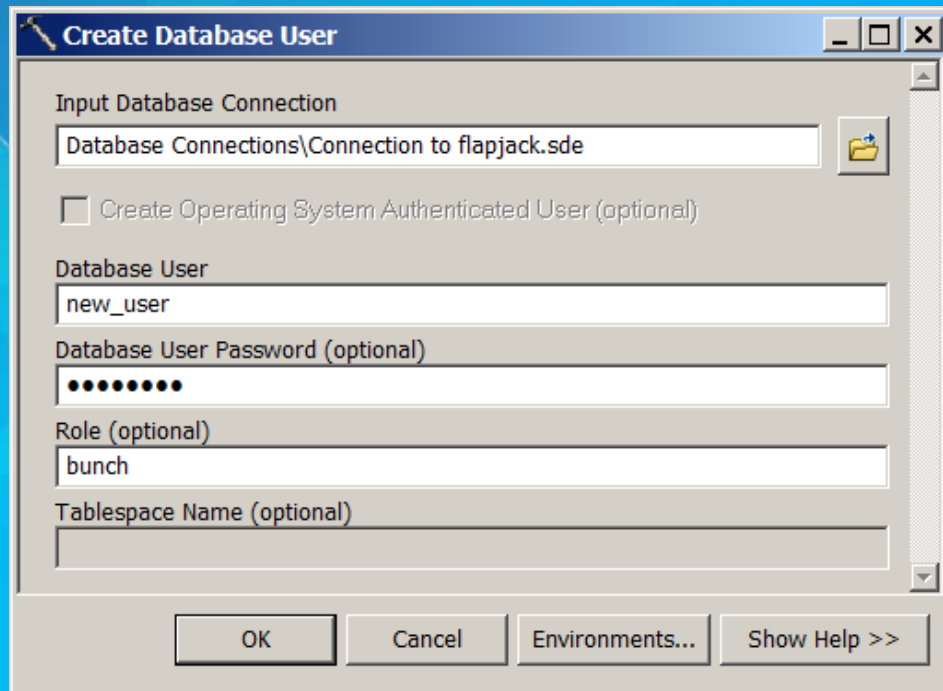 Create Database User
Input Database Connection
Database Connections\Connection to flapjack.sde
Create Operating System Authenticated User (optional)
Database User
new_user
Database User Password (optional)
●●●●●●●●
Role (optional)
bunch
Tablespace Name (optional)
OK Cancel Environments... Show Help >>